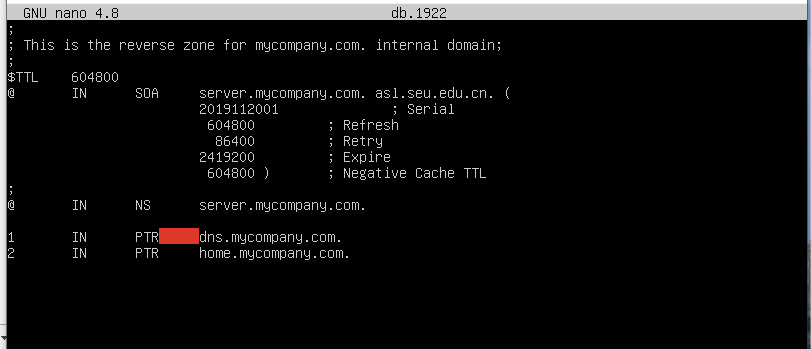 GNU nano 4.8 db.1922
;
; This is the reverse zone for mycompany.com. internal domain;
;
$TTL 604800
@ IN SOA server.mycompany.com. asl.seu.edu.cn. (
2019112001 ; Serial
604800 ; Refresh
86400 ; Retry
2419200 ; Expire
604800 ) ; Negative Cache TTL
;
@ IN NS server.mycompany.com.
1 IN PTR dns.mycompany.com.
2 IN PTR home.mycompany.com.